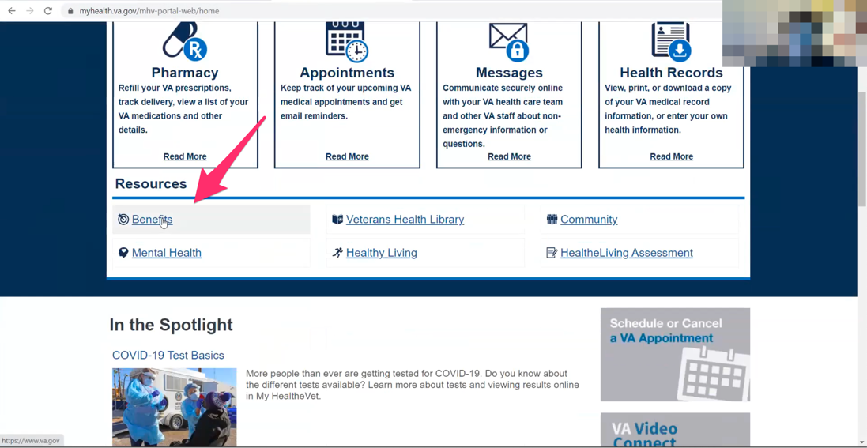 myhealth.va.gov/mhv-portal-web/home
Pharmacy
Refill your VA prescriptions,
track delivery, view a list of your
VA medications and other
details.
Read More
Appointments
Keep track of your upcoming VA
medical appointments and get
email reminders.
Read More
Messages
Communicate securely online
with your VA health care team
and other VA staff about non-
emergency information or
questions.
Read More
Health Records
View, print, or download a copy
of your VA medical record
information, or enter your own
health information.
Read More
Resources
Benefits
Veterans Health Library
Community
Mental Health
Healthy Living
HealtheLiving Assessment
In the Spotlight
COVID-19 Test Basics
More people than ever are getting tested for COVID-19. Do you know about
the different tests available? Learn more about tests and viewing results online
in My HealtheVet.
Schedule or Cancel
a VA Appointment
VA Video
Connect
https://www.va.gov